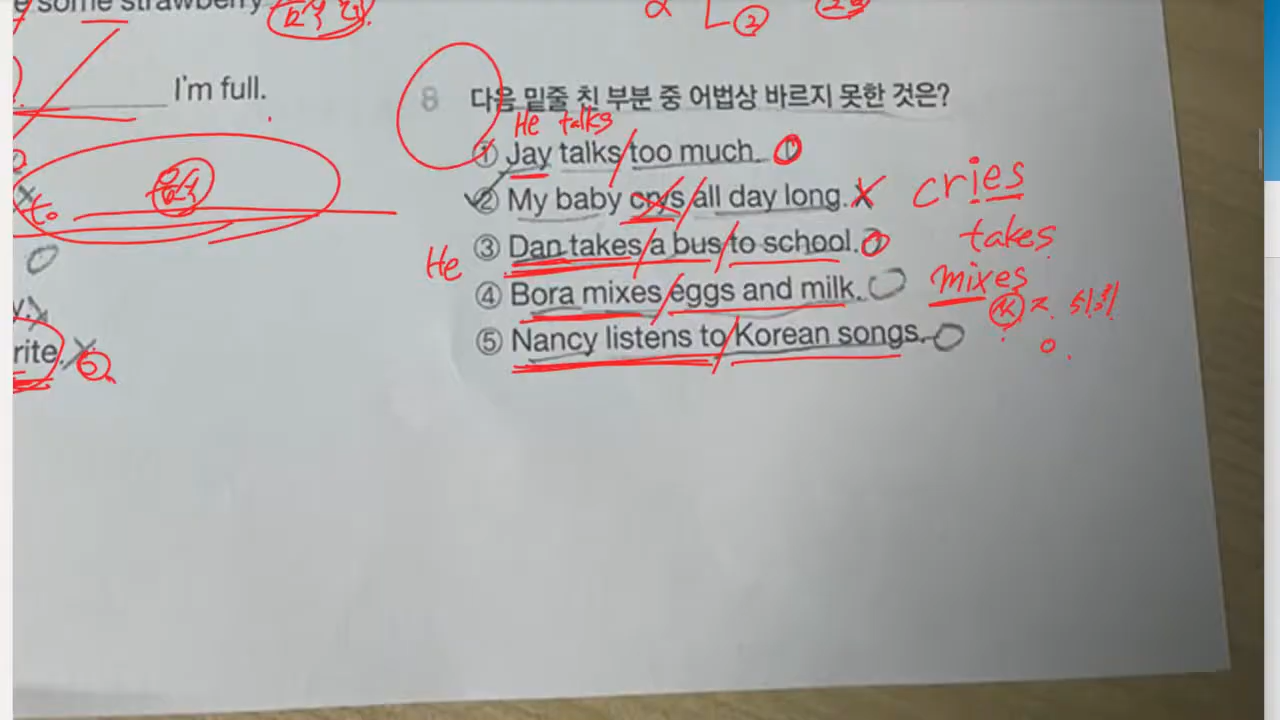 e some strawberry
I'm full.
8 다음 밑줄 친 부분 중 어법상 바르지 못한 것은?
He talks
① Jay talks too much.
② My baby crys all day long. X cries
takes
He ③ Dan takes a bus to school.
④ Bora mixes eggs and milk. mixes
⑤ Nancy listens to Korean songs.
to
rite.